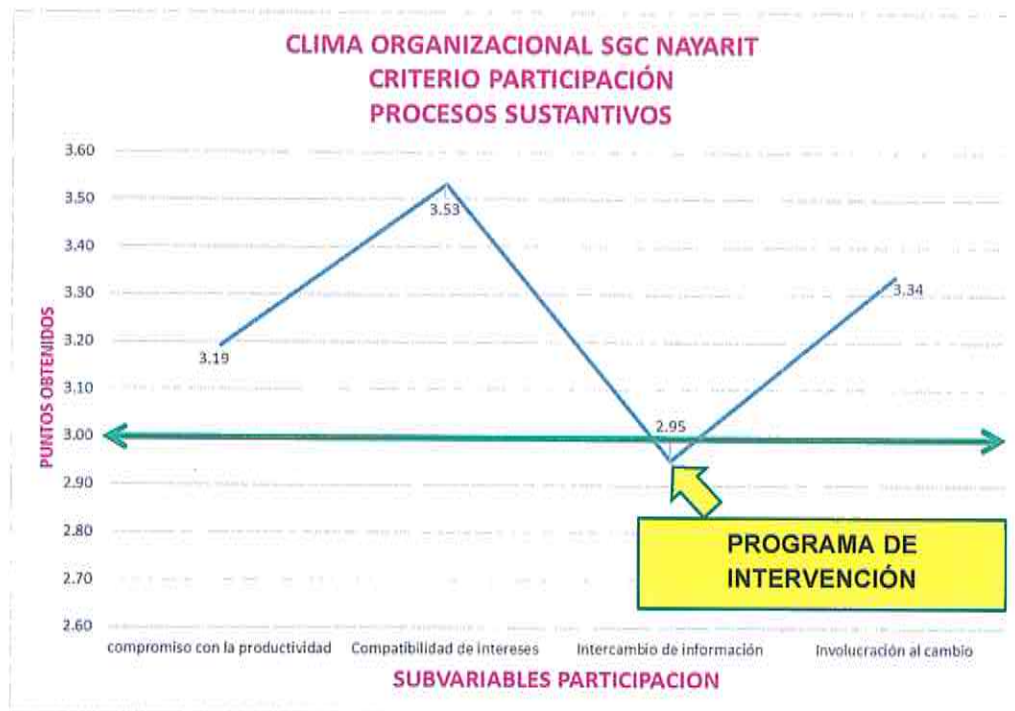 CLIMA ORGANIZACIONAL SGC NAYARIT
CRITERIO PARTICIPACIÓN
PROCESOS SUSTANTIVOS
PUNTOS OBTENIDOS
3.60
3.50
3.40
3.30
3.20
3.10
3.00
2.90
2.80
2.70
2.60
3.19
3.53
2.95
3.34
PROGRAMA DE
INTERVENCIÓN
compromiso con la productividad
Compatibilidad de intereses
Intercambio de información
Involucración al cambio
SUBVARIABLES PARTICIPACION